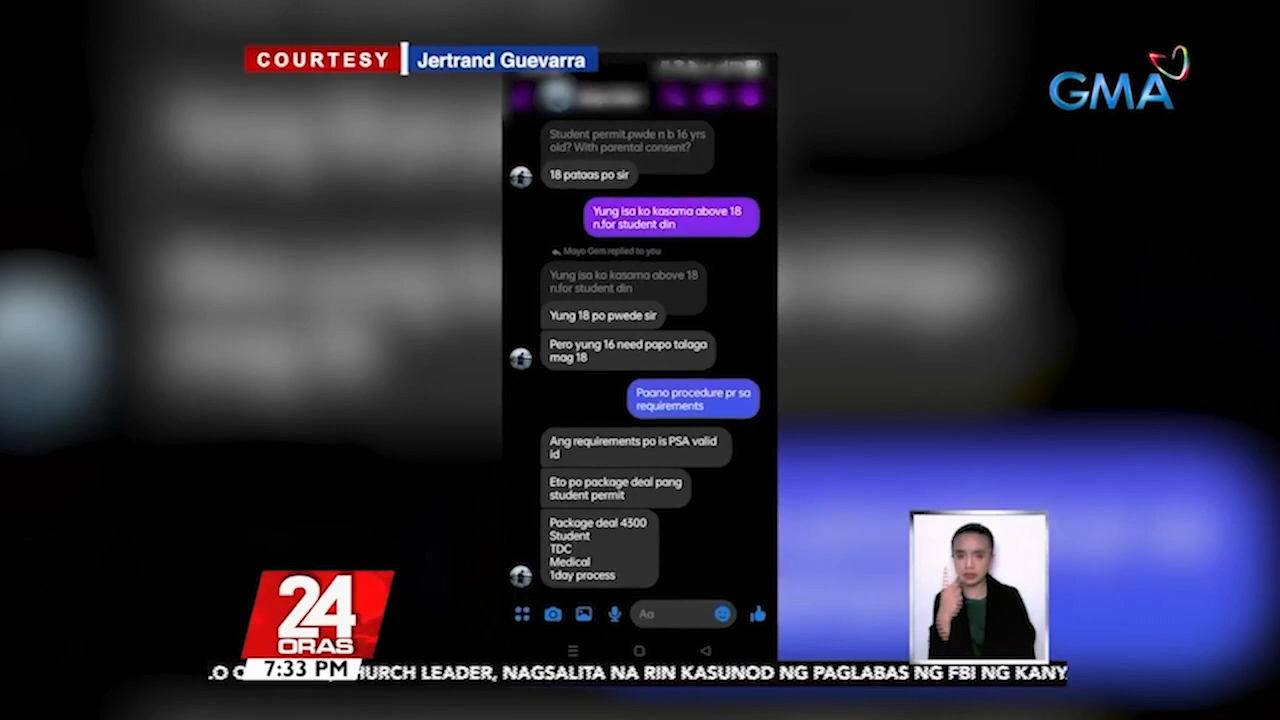 COURTESY Jertrand Guevarra
GMA
Student permit.pwde n b 16 yrs
old? With parental consent?
18 pataas po sir
Yung isa ko kasama above 18
n.for student din
Mayo Gem replied to you
Yung isa ko kasama above 18
n.for student din
Yung 18 po pwede sir
Pero yung 16 need papo talaga
mag 18
Paano procedure pr sa
requirements
Ang requirements po is PSA valid
id
Eto po package deal pang
student permit
Package deal 4300
Student
TDC
Medical
1day process
Aa
24
ORAS
7:33 PM
CHURCH LEADER, NAGSALITA NA RIN KASUNOD NG PAGLABAS NG FBI NG KANY